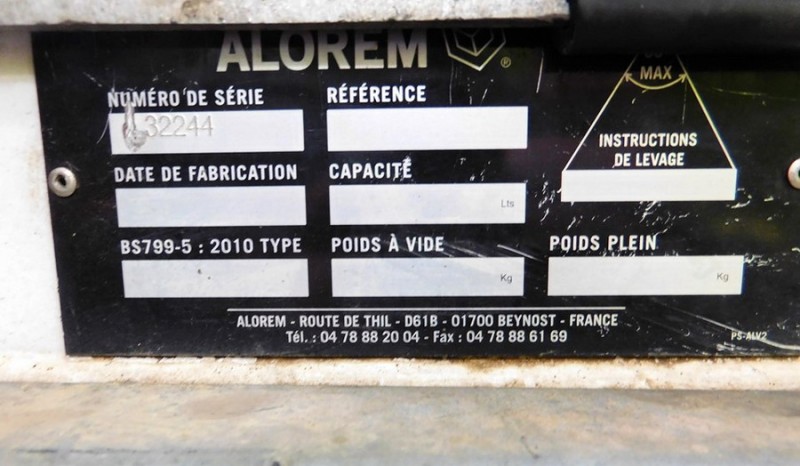 ALOREM ®
NUMÉRO DE SÉRIE
RÉFÉRENCE
MAX
32244
INSTRUCTIONS
DE LEVAGE
DATE DE FABRICATION
CAPACITÉ
Lts
BS799-5 : 2010 TYPE
POIDS À VIDE
POIDS PLEIN
Kg
Kg
ALOREM - ROUTE DE THIL - D61B - 01700 BEYNOST - FRANCE
Tél. : 04 78 88 20 04 - Fax : 04 78 88 61 69
PS-ALV2